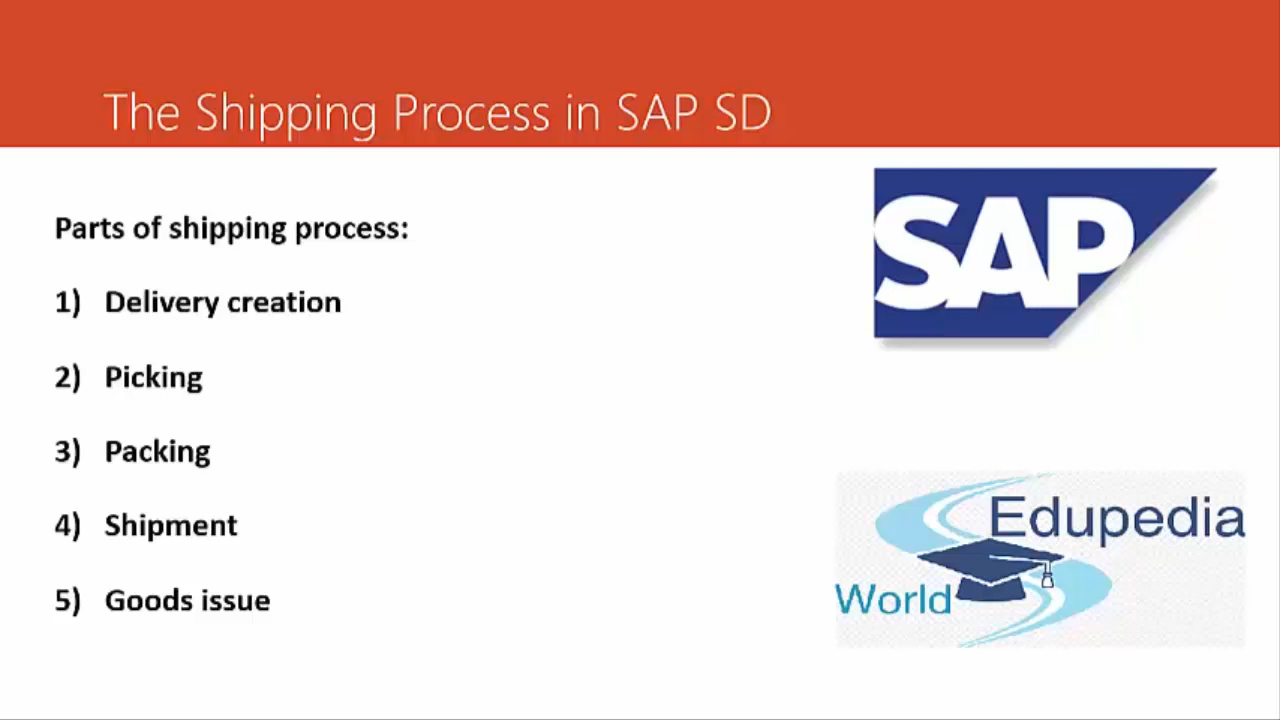 The Shipping Process in SAP SD
SAP
Parts of shipping process:
1) Delivery creation
2) Picking
3) Packing
4) Shipment
5) Goods issue
Edupedia
World